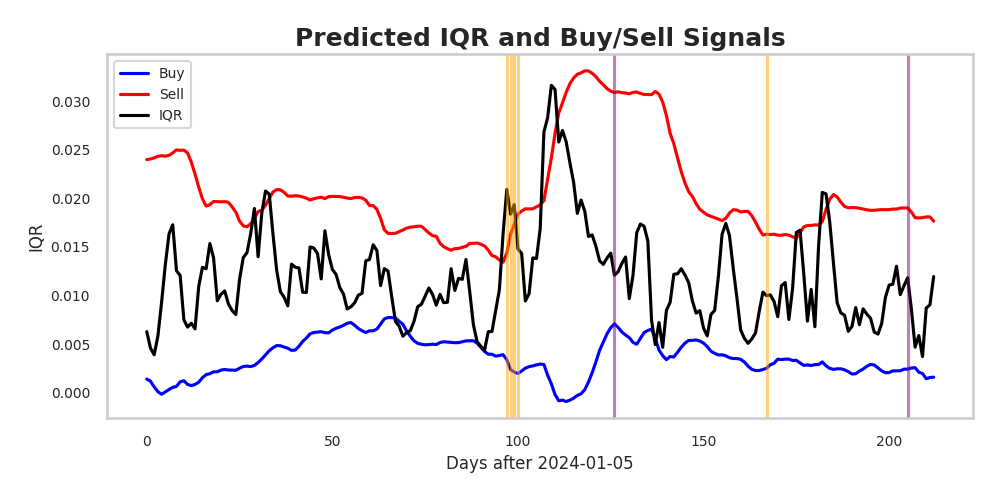 Predicted IQR and Buy/Sell Signals
Buy
Sell
IQR
0.030
0.025
0.020
0.015
0.010
0.005
0.000
IQR
0 50 100 150 200
Days after 2024-01-05